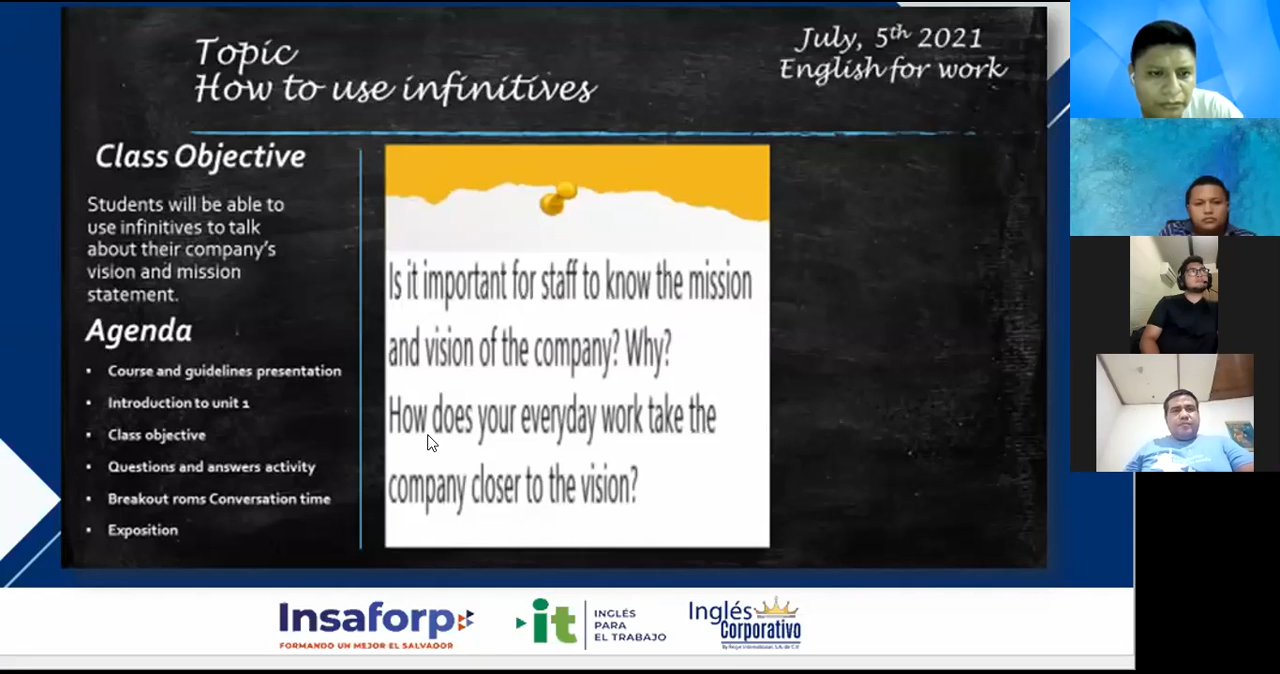 Topic
How to use infinitives
July, 5th 2021
English for work
Class Objective
Students will be able to
use infinitives to talk
about their company's
vision and mission
statement.
Agenda
▪ Course and guidelines presentation
▪ Introduction to unit 1
▪ Class objective
▪ Questions and answers activity
▪ Breakout roms Conversation time
▪ Exposition
Is it important for staff to know the mission
and vision of the company? Why?
How does your everyday work take the
company closer to the vision?
Insaforp
FORMANDO UN MEJOR EL SALVADOR
it
INGLÉS
PARA
EL TRABAJO
Inglés
Corporativo